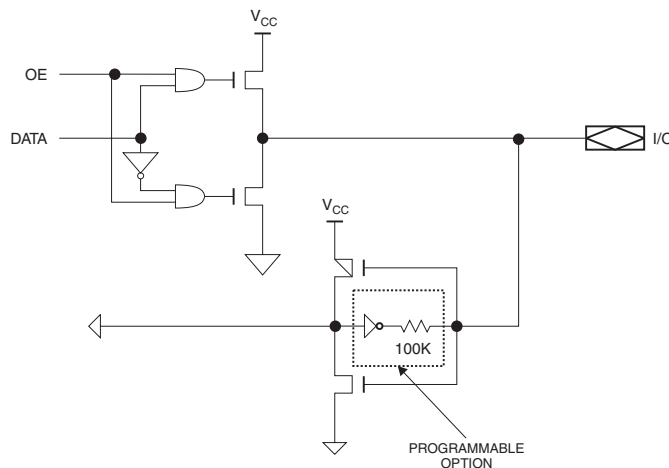 VCC
OE
DATA
I/O
VCC
100K
PROGRAMMABLE
OPTION